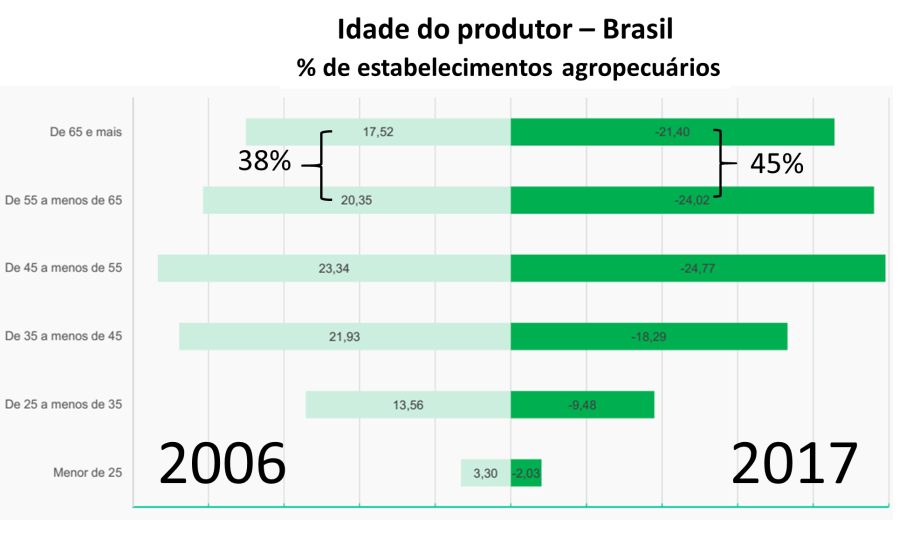 Idade do produtor – Brasil
% de estabelecimentos agropecuários
De 65 e mais 17,52 -21,40
38% 45%
De 55 a menos de 65 20,35 -24,02
De 45 a menos de 55 23,34 -24,77
De 35 a menos de 45 21,93 -18,29
De 25 a menos de 35 13,56 -9,48
2006 2017
Menor de 25 3,30 -2,03